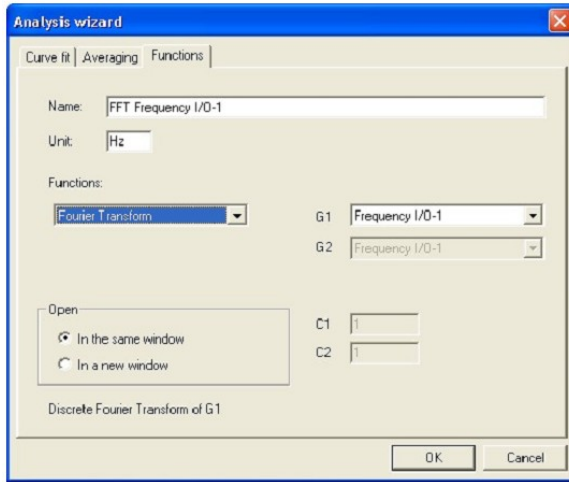 Analysis wizard
Curve fit Averaging Functions
Name: FFT Frequency I/O-1
Unit: Hz
Functions:
Fourier Transform
G1 Frequency I/O-1
G2 Frequency I/O-1
Open
In the same window
In a new window
C1 1
C2 1
Discrete Fourier Transform of G1
OK Cancel